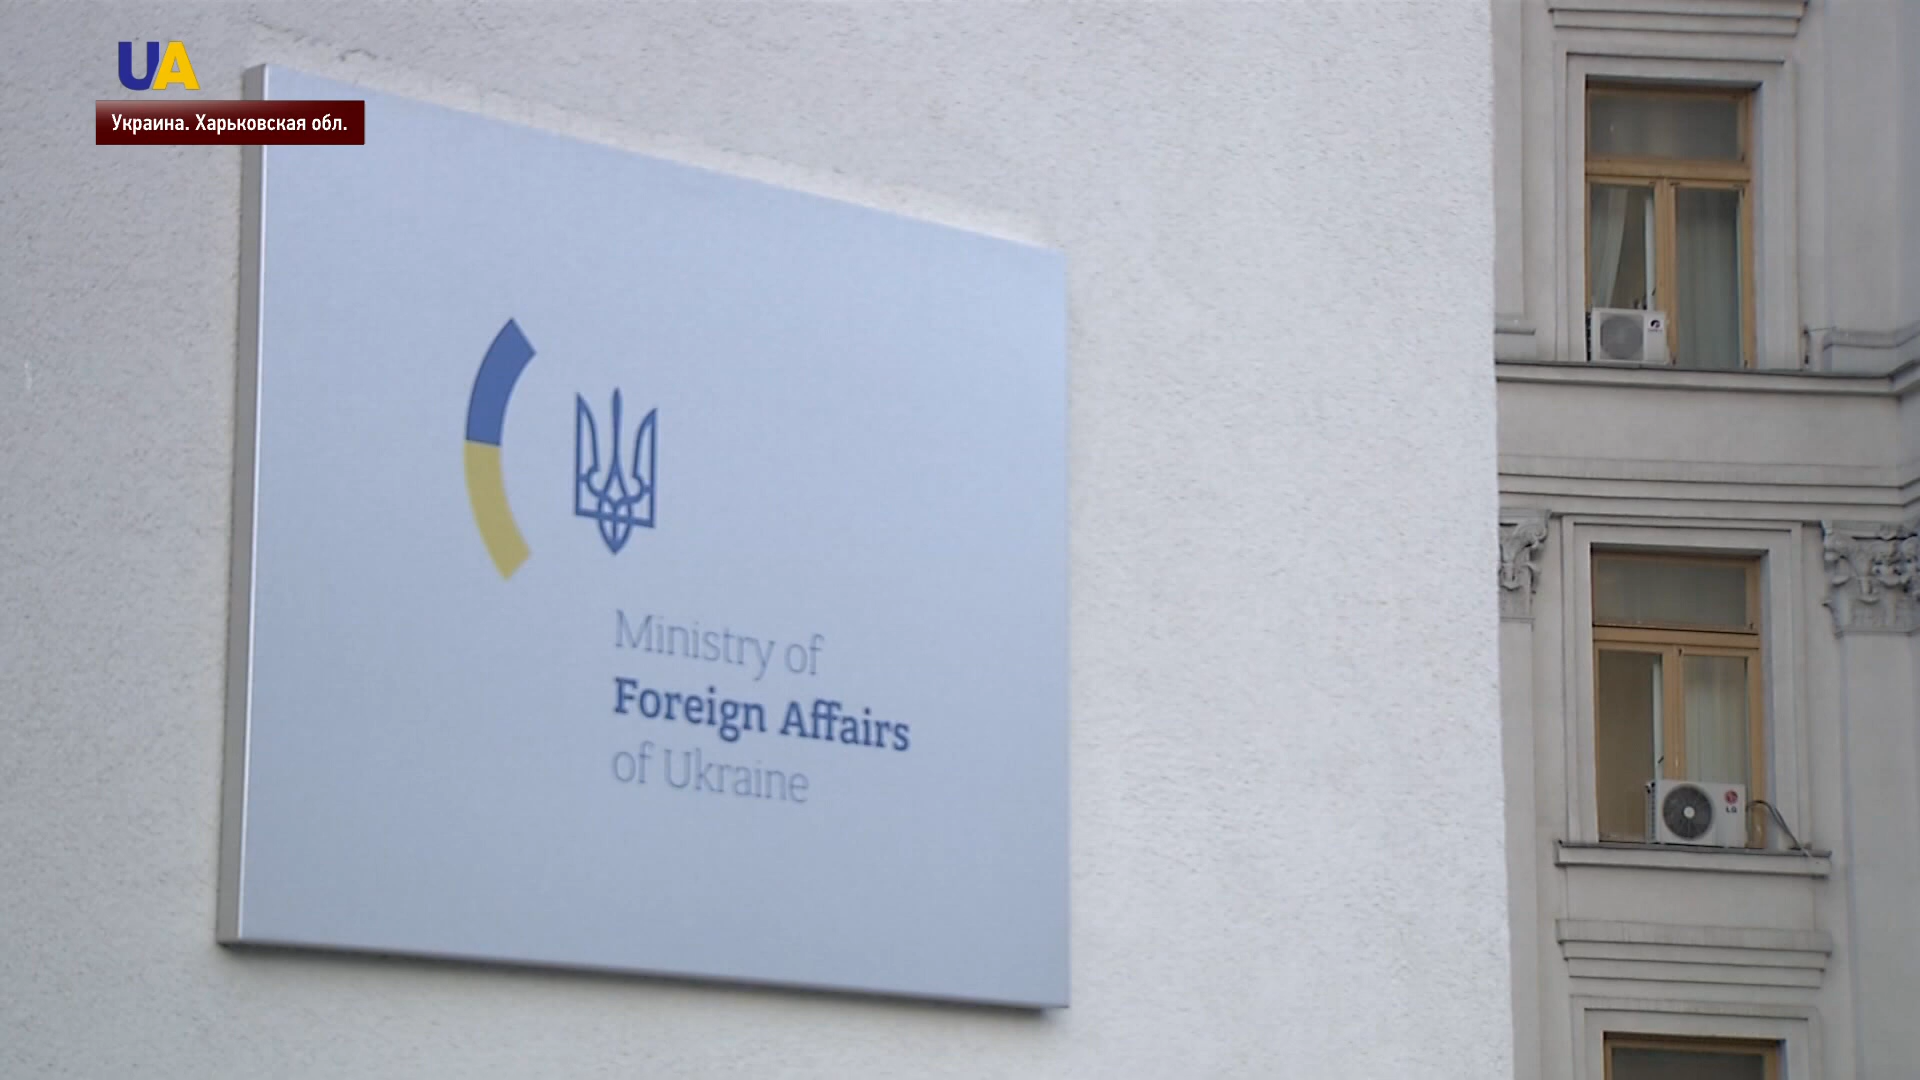 UA
Украина. Харьковская обл.
Ministry of
Foreign Affairs
of Ukraine
LG